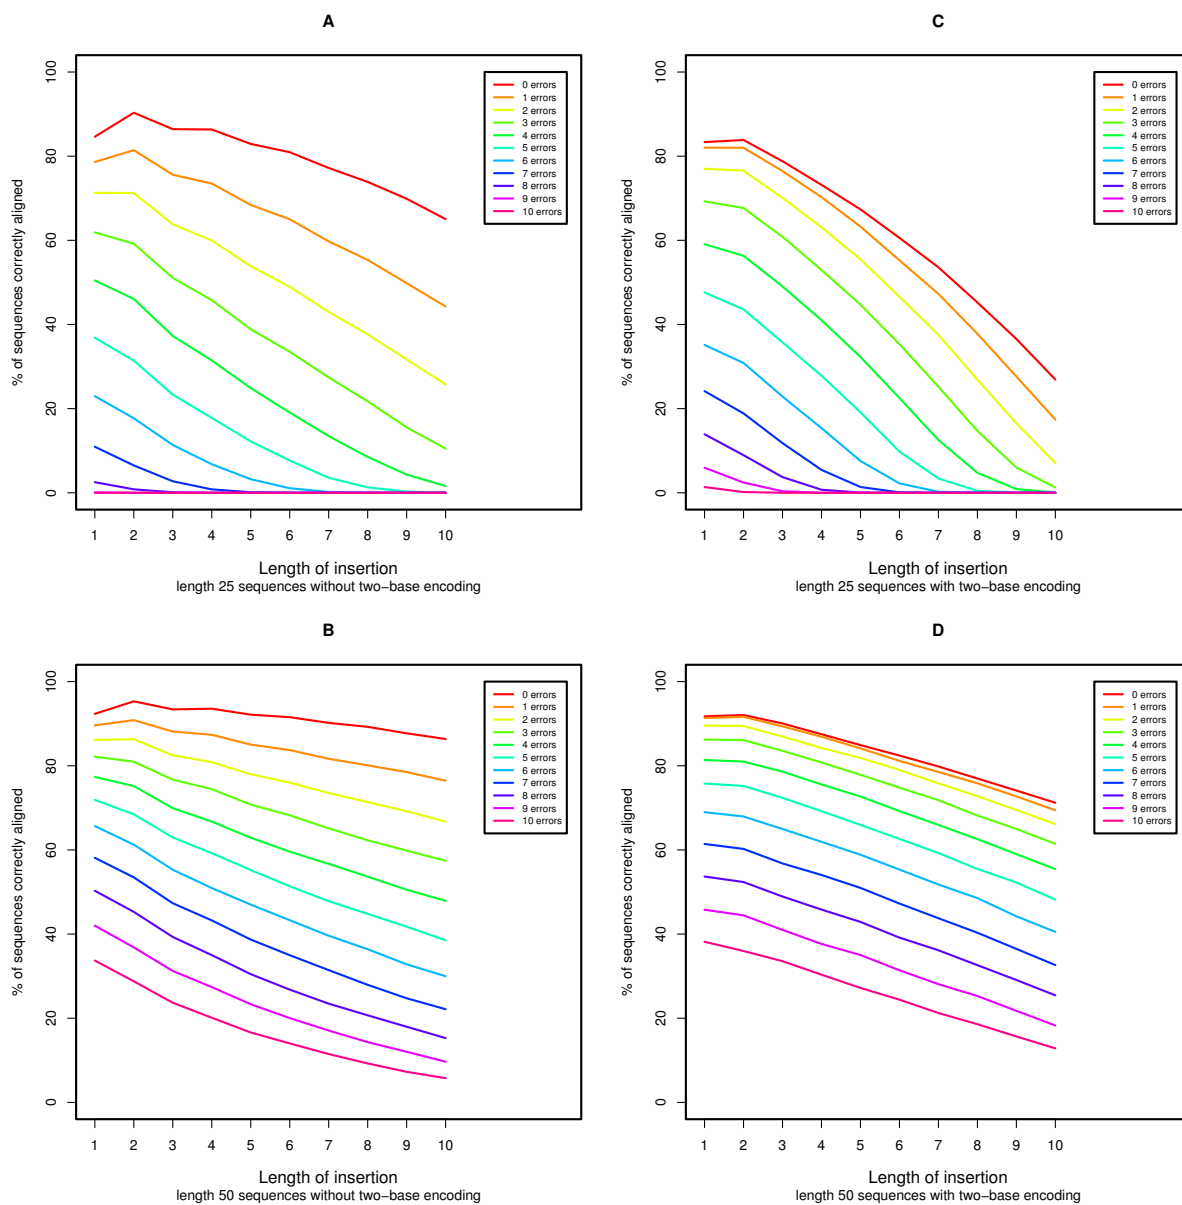 A
% of sequences correctly aligned
100
80
60
40
20
0
0 errors
1 errors
2 errors
3 errors
4 errors
5 errors
6 errors
7 errors
8 errors
9 errors
10 errors
1 2 3 4 5 6 7 8 9 10
Length of insertion
length 25 sequences without two−base encoding
C
% of sequences correctly aligned
100
80
60
40
20
0
0 errors
1 errors
2 errors
3 errors
4 errors
5 errors
6 errors
7 errors
8 errors
9 errors
10 errors
1 2 3 4 5 6 7 8 9 10
Length of insertion
length 25 sequences with two−base encoding
B
% of sequences correctly aligned
100
80
60
40
20
0
0 errors
1 errors
2 errors
3 errors
4 errors
5 errors
6 errors
7 errors
8 errors
9 errors
10 errors
1 2 3 4 5 6 7 8 9 10
Length of insertion
length 50 sequences without two−base encoding
D
% of sequences correctly aligned
100
80
60
40
20
0
0 errors
1 errors
2 errors
3 errors
4 errors
5 errors
6 errors
7 errors
8 errors
9 errors
10 errors
1 2 3 4 5 6 7 8 9 10
Length of insertion
length 50 sequences with two−base encoding